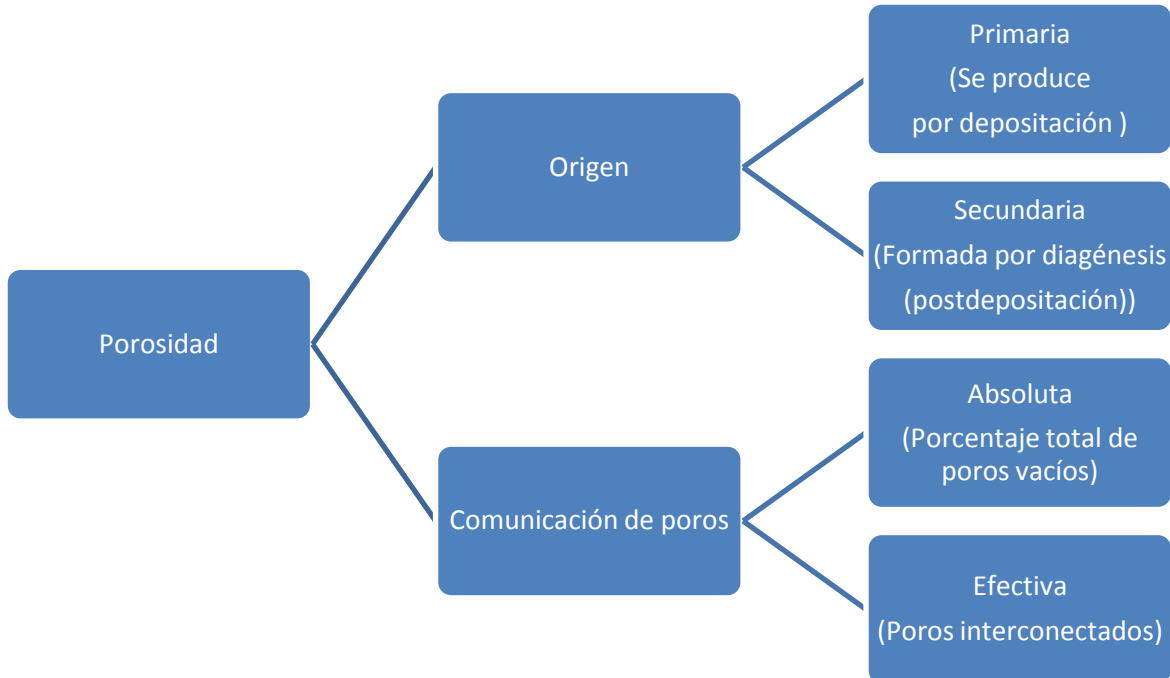 Porosidad
Origen
Primaria
(Se produce
por depositación )
Secundaria
(Formada por diagénesis
(postdepositación))
Comunicación de poros
Absoluta
(Porcentaje total de
poros vacíos)
Efectiva
(Poros interconectados)